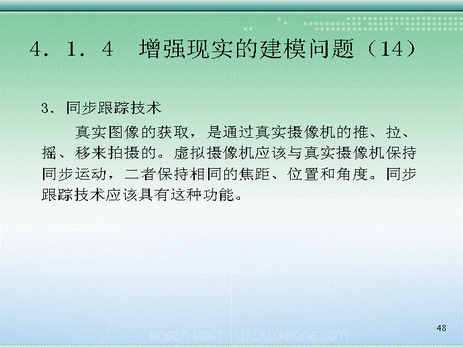 4．1．4　增强现实的建模问题（14）
3．同步跟踪技术
真实图像的获取，是通过真实摄像机的推、拉、
摇、移来拍摄的。虚拟摄像机应该与真实摄像机保持
同步运动，二者保持相同的焦距、位置和角度。同步
跟踪技术应该具有这种功能。
48